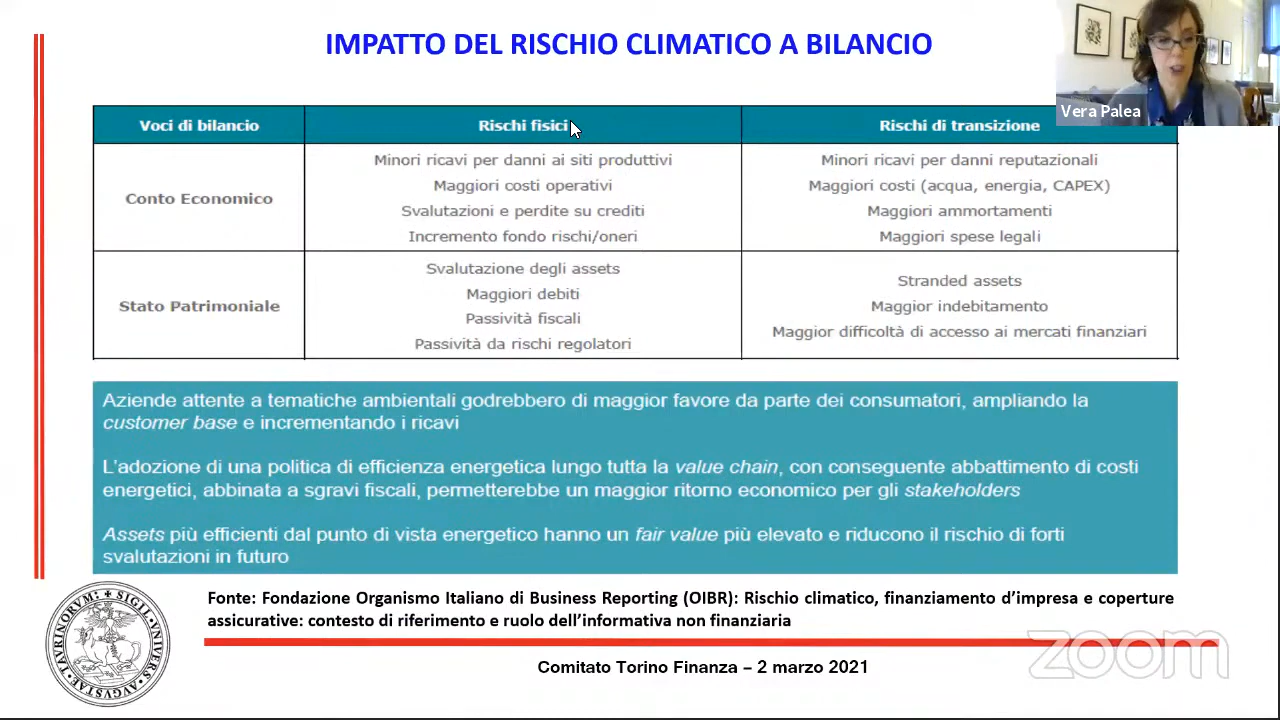 IMPATTO DEL RISCHIO CLIMATICO A BILANCIO
Vera Palea
Voci di bilancio
Rischi fisici
Rischi di transizione
Conto Economico
Minori ricavi per danni ai siti produttivi
Maggiori costi operativi
Svalutazioni e perdite su crediti
Incremento fondo rischi/oneri
Minori ricavi per danni reputazionali
Maggiori costi (acqua, energia, CAPEX)
Maggiori ammortamenti
Maggiori spese legali
Stato Patrimoniale
Svalutazione degli assets
Maggiori debiti
Passività fiscali
Passività da rischi regolatori
Stranded assets
Maggior indebitamento
Maggior difficoltà di accesso ai mercati finanziari
Aziende attente a tematiche ambientali godrebbero di maggior favore da parte dei consumatori, ampliando la
customer base e incrementando i ricavi
L'adozione di una politica di efficienza energetica lungo tutta la value chain, con conseguente abbattimento di costi
energetici, abbinata a sgravi fiscali, permetterebbe un maggior ritorno economico per gli stakeholders
Assets più efficienti dal punto di vista energetico hanno un fair value più elevato e riducono il rischio di forti
svalutazioni in futuro
Fonte: Fondazione Organismo Italiano di Business Reporting (OIBR): Rischio climatico, finanziamento d'impresa e coperture
assicurative: contesto di riferimento e ruolo dell'informativa non finanziaria
Comitato Torino Finanza – 2 marzo 2021
zoom